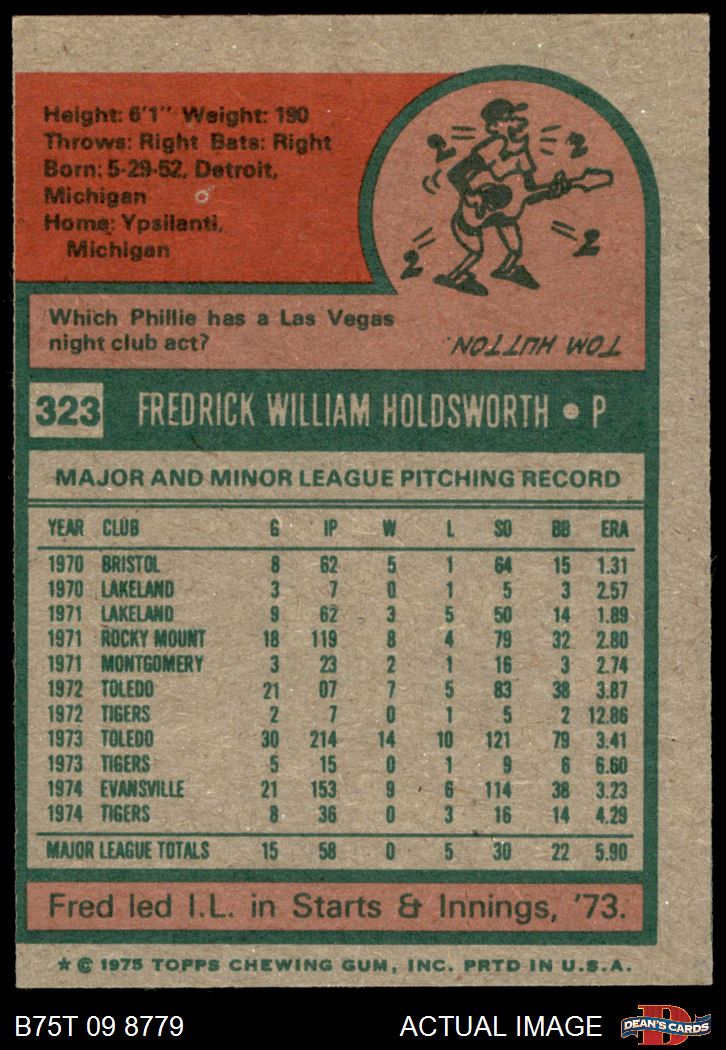 Height: 6'1" Weight: 190
Throws: Right Bats: Right
Born: 5-29-52, Detroit,
Michigan
Home: Ypsilanti,
Michigan
2 2
2 2
Which Phillie has a Las Vegas
night club act?
TOM HUTTON.
323 FREDRICK WILLIAM HOLDSWORTH • P
MAJOR AND MINOR LEAGUE PITCHING RECORD
YEAR CLUB G IP W L SO BB ERA
1970 BRISTOL 8 62 5 1 64 15 1.31
1970 LAKELAND 3 7 0 1 5 3 2.57
1971 LAKELAND 9 62 3 5 50 14 1.89
1971 ROCKY MOUNT 18 119 8 4 79 32 2.80
1971 MONTGOMERY 3 23 2 1 16 3 2.74
1972 TOLEDO 21 07 7 5 83 38 3.87
1972 TIGERS 2 7 0 1 5 2 12.86
1973 TOLEDO 30 214 14 10 121 79 3.41
1973 TIGERS 5 15 0 1 9 6 6.60
1974 EVANSVILLE 21 153 9 6 114 38 3.23
1974 TIGERS 8 36 0 3 16 14 4.29
MAJOR LEAGUE TOTALS 15 58 0 5 30 22 5.90
Fred led I.L. in Starts & Innings, '73.
★ © 1975 TOPPS CHEWING GUM, INC. PRTD IN U.S.A.
B75T 09 8779 ACTUAL IMAGE DEAN'S CARDS